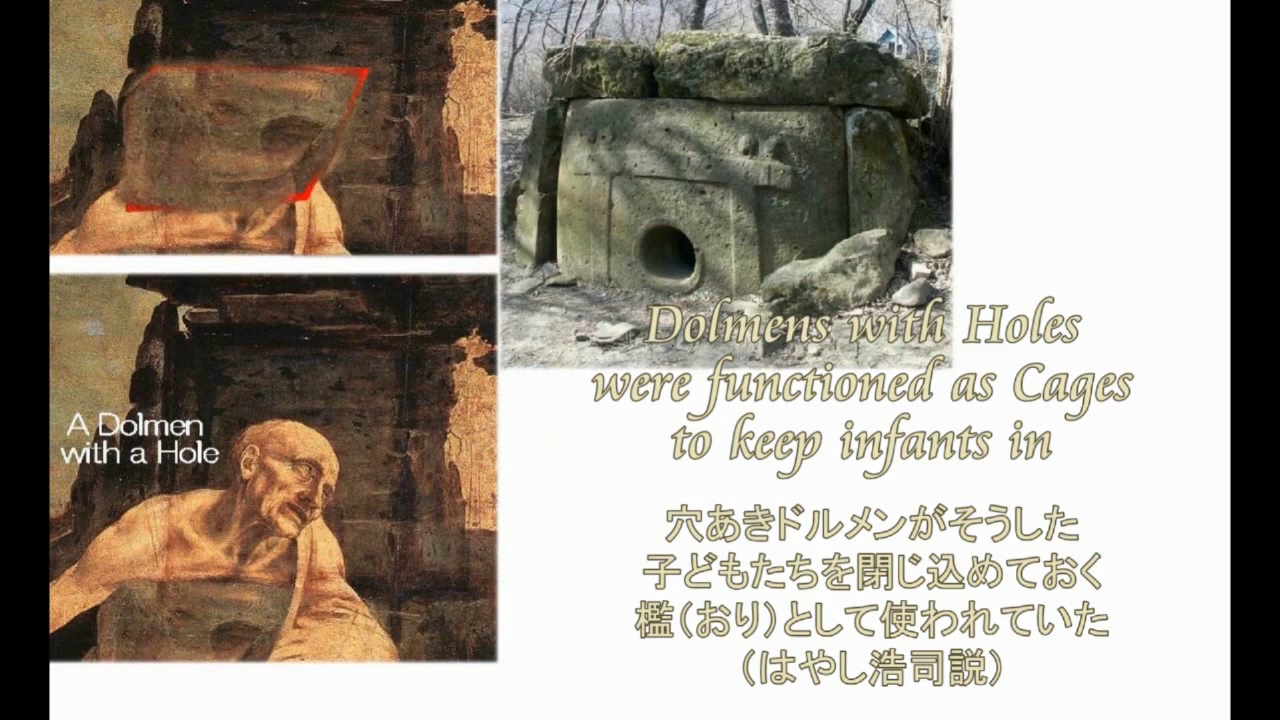 A Dolmen
with a Hole
Dolmens with Holes
were functioned as Cages
to keep infants in
穴あきドルメンがそうした
子どもたちを閉じ込めておく
檻（おり）として使われていた
（はやし浩司説）